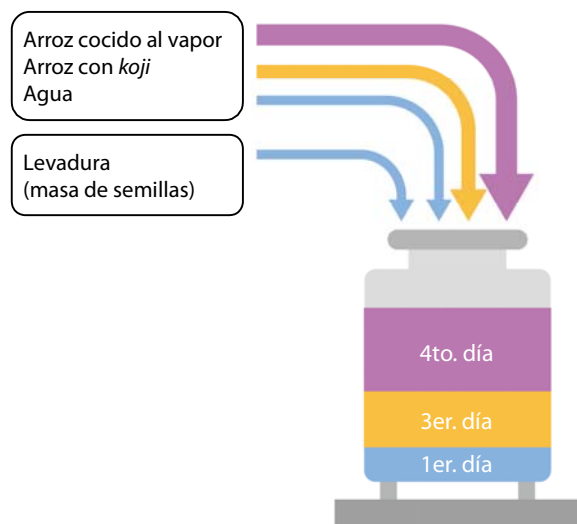 Arroz cocido al vapor
Arroz con koji
Agua
Levadura
(masa de semillas)
4to. día
3er. día
1er. día